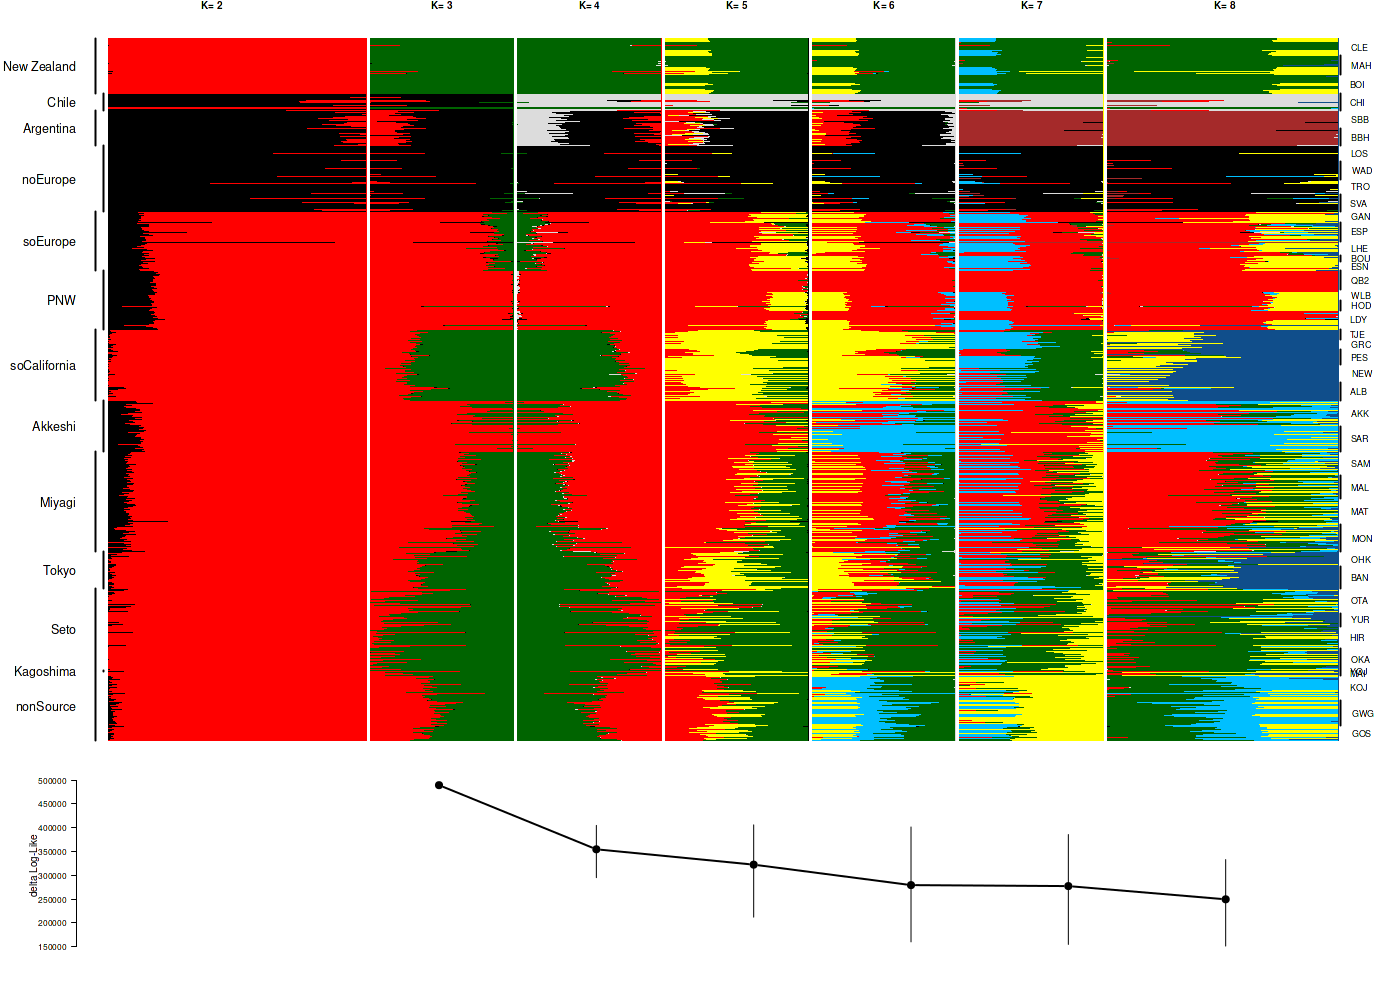 K= 2 K= 3 K= 4 K= 5 K= 6 K= 7 K= 8
New Zealand
Chile
Argentina
noEurope
soEurope
PNW
soCalifornia
Akkeshi
Miyagi
Tokyo
Seto
Kagoshima
nonSource
CLE
MAH
BOI
CHI
SBB
BBH
LOS
WAD
TRO
SVA
GAN
ESP
LHE
BOU
ESN
QB2
WLB
HOD
LDY
TJE
GRC
PES
NEW
ALB
AKK
SAR
SAM
MAL
MAT
MON
OHK
BAN
OTA
YUR
HIR
OKA
KOJ
GWG
GOS
delta Log-Like
500000
450000
400000
350000
300000
250000
200000
150000